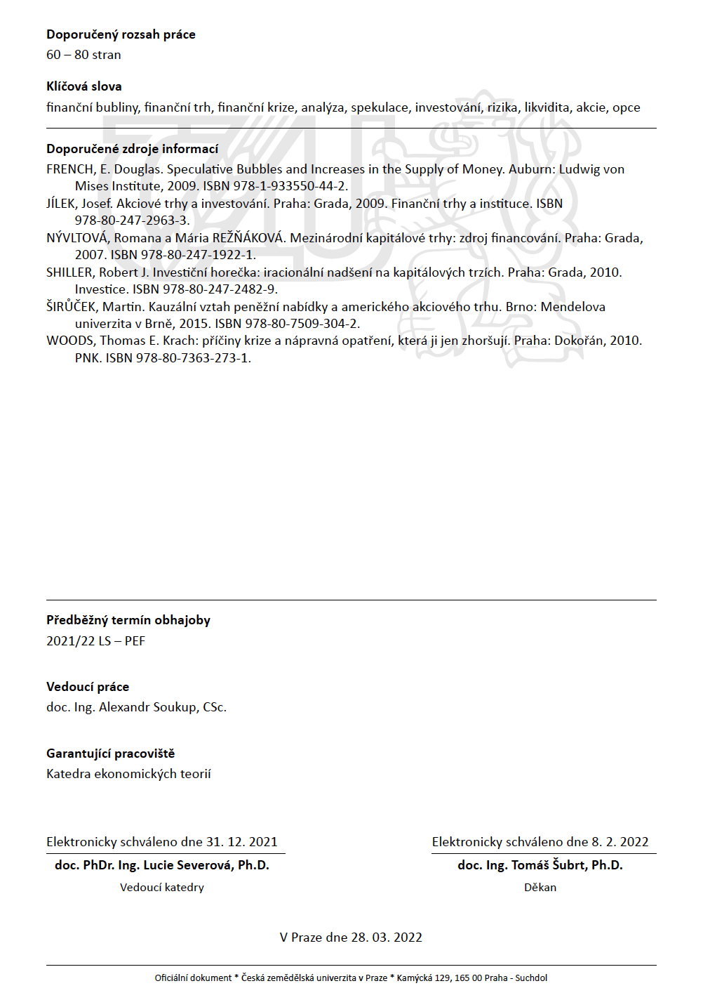 Doporučený rozsah práce
60 – 80 stran
Klíčová slova
finanční bubliny, finanční trh, finanční krize, analýza, spekulace, investování, rizika, likvidita, akcie, opce
Doporučené zdroje informací
FRENCH, E. Douglas. Speculative Bubbles and Increases in the Supply of Money. Auburn: Ludwig von
Mises Institute, 2009. ISBN 978-1-933550-44-2.
JÍLEK, Josef. Akciové trhy a investování. Praha: Grada, 2009. Finanční trhy a instituce. ISBN
978-80-247-2963-3.
NÝVLTOVÁ, Romana a Mária REŽŇÁKOVÁ. Mezinárodní kapitálové trhy: zdroj financování. Praha: Grada,
2007. ISBN 978-80-247-1922-1.
SHILLER, Robert J. Investiční horečka: iracionální nadšení na kapitálových trzích. Praha: Grada, 2010.
Investice. ISBN 978-80-247-2482-9.
ŠIRŮČEK, Martin. Kauzální vztah peněžní nabídky a amerického akciového trhu. Brno: Mendelova
univerzita v Brně, 2015. ISBN 978-80-7509-304-2.
WOODS, Thomas E. Krach: příčiny krize a nápravná opatření, která ji jen zhoršují. Praha: Dokořán, 2010.
PNK. ISBN 978-80-7363-273-1.
Předběžný termín obhajoby
2021/22 LS – PEF
Vedoucí práce
doc. Ing. Alexandr Soukup, CSc.
Garantující pracoviště
Katedra ekonomických teorií
Elektronicky schváleno dne 31. 12. 2021
doc. PhDr. Ing. Lucie Severová, Ph.D.
Vedoucí katedry
Elektronicky schváleno dne 8. 2. 2022
doc. Ing. Tomáš Šubrt, Ph.D.
Děkan
V Praze dne 28. 03. 2022
Oficiální dokument * Česká zemědělská univerzita v Praze * Kamýcká 129, 165 00 Praha - Suchdol